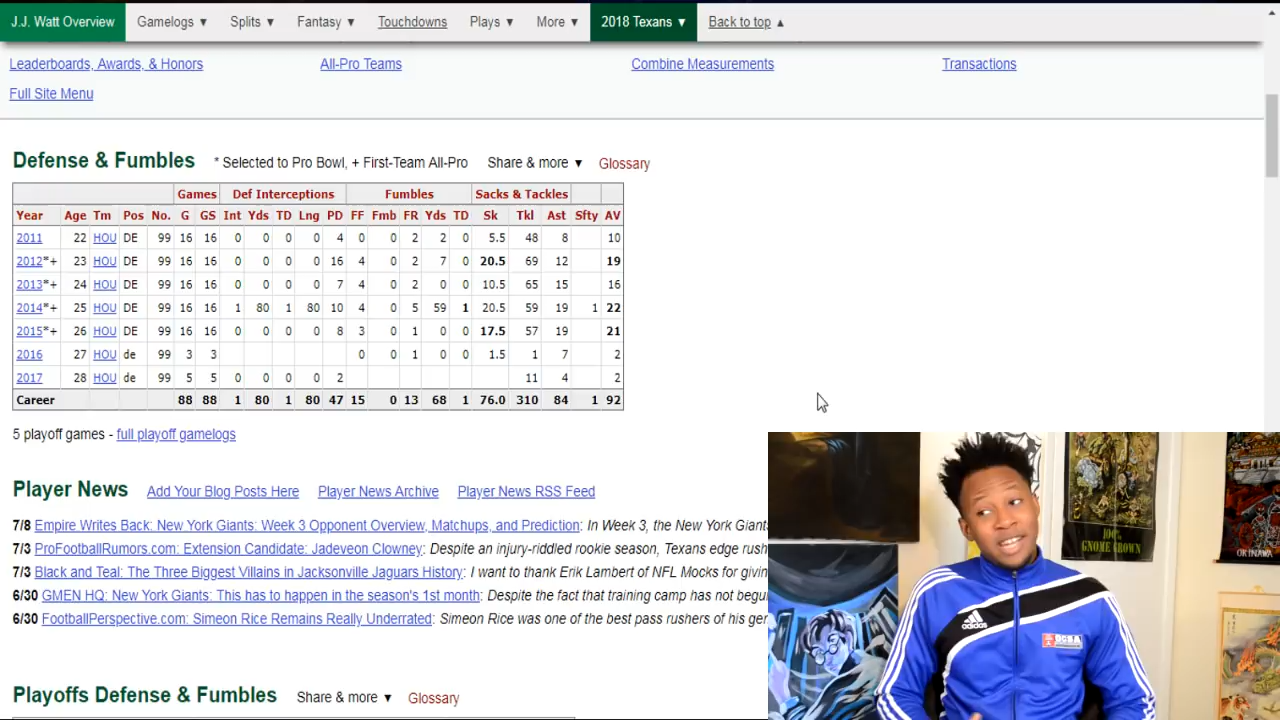 J.J. Watt Overview Gamelogs ▼ Splits ▼ Fantasy ▼ Touchdowns Plays ▼ More ▼ 2018 Texans ▼ Back to top ▲
Leaderboards, Awards, & Honors All-Pro Teams Combine Measurements Transactions
Full Site Menu
Defense & Fumbles * Selected to Pro Bowl, + First-Team All-Pro Share & more ▼ Glossary
Games Def Interceptions Fumbles Sacks & Tackles
Year Age Tm Pos No. G GS Int Yds TD Lng PD FF Fmb FR Yds TD Sk Tkl Ast Sfty AV
2011 22 HOU DE 99 16 16 0 0 0 0 4 0 0 2 2 0 5.5 48 8 10
2012*+ 23 HOU DE 99 16 16 0 0 0 0 16 4 0 2 7 0 20.5 69 12 19
2013*+ 24 HOU DE 99 16 16 0 0 0 0 7 4 0 2 0 0 10.5 65 15 16
2014*+ 25 HOU DE 99 16 16 1 80 1 80 10 4 0 5 59 1 20.5 59 19 1 22
2015*+ 26 HOU DE 99 16 16 0 0 0 0 8 3 0 1 0 0 17.5 57 19 21
2016 27 HOU de 99 3 3 0 0 1 0 0 1.5 1 7 2
2017 28 HOU de 99 5 5 0 0 0 0 2 11 4 2
Career 88 88 1 80 1 80 47 15 0 13 68 1 76.0 310 84 1 92
5 playoff games - full playoff gamelogs
Player News Add Your Blog Posts Here Player News Archive Player News RSS Feed
7/8 Empire Writes Back: New York Giants: Week 3 Opponent Overview, Matchups, and Prediction: In Week 3, the New York Giant
7/3 ProFootballRumors.com: Extension Candidate: Jadeveon Clowney: Despite an injury-riddled rookie season, Texans edge rush
7/3 Black and Teal: The Three Biggest Villains in Jacksonville Jaguars History: I want to thank Erik Lambert of NFL Mocks for giving
6/30 GMEN HQ: New York Giants: This has to happen in the season's 1st month: Despite the fact that training camp has not begu
6/30 FootballPerspective.com: Simeon Rice Remains Really Underrated: Simeon Rice was one of the best pass rushers of his ger
Playoffs Defense & Fumbles Share & more ▼ Glossary
100%
GNOME GROWN
OKINAWA
adidas
OGSA